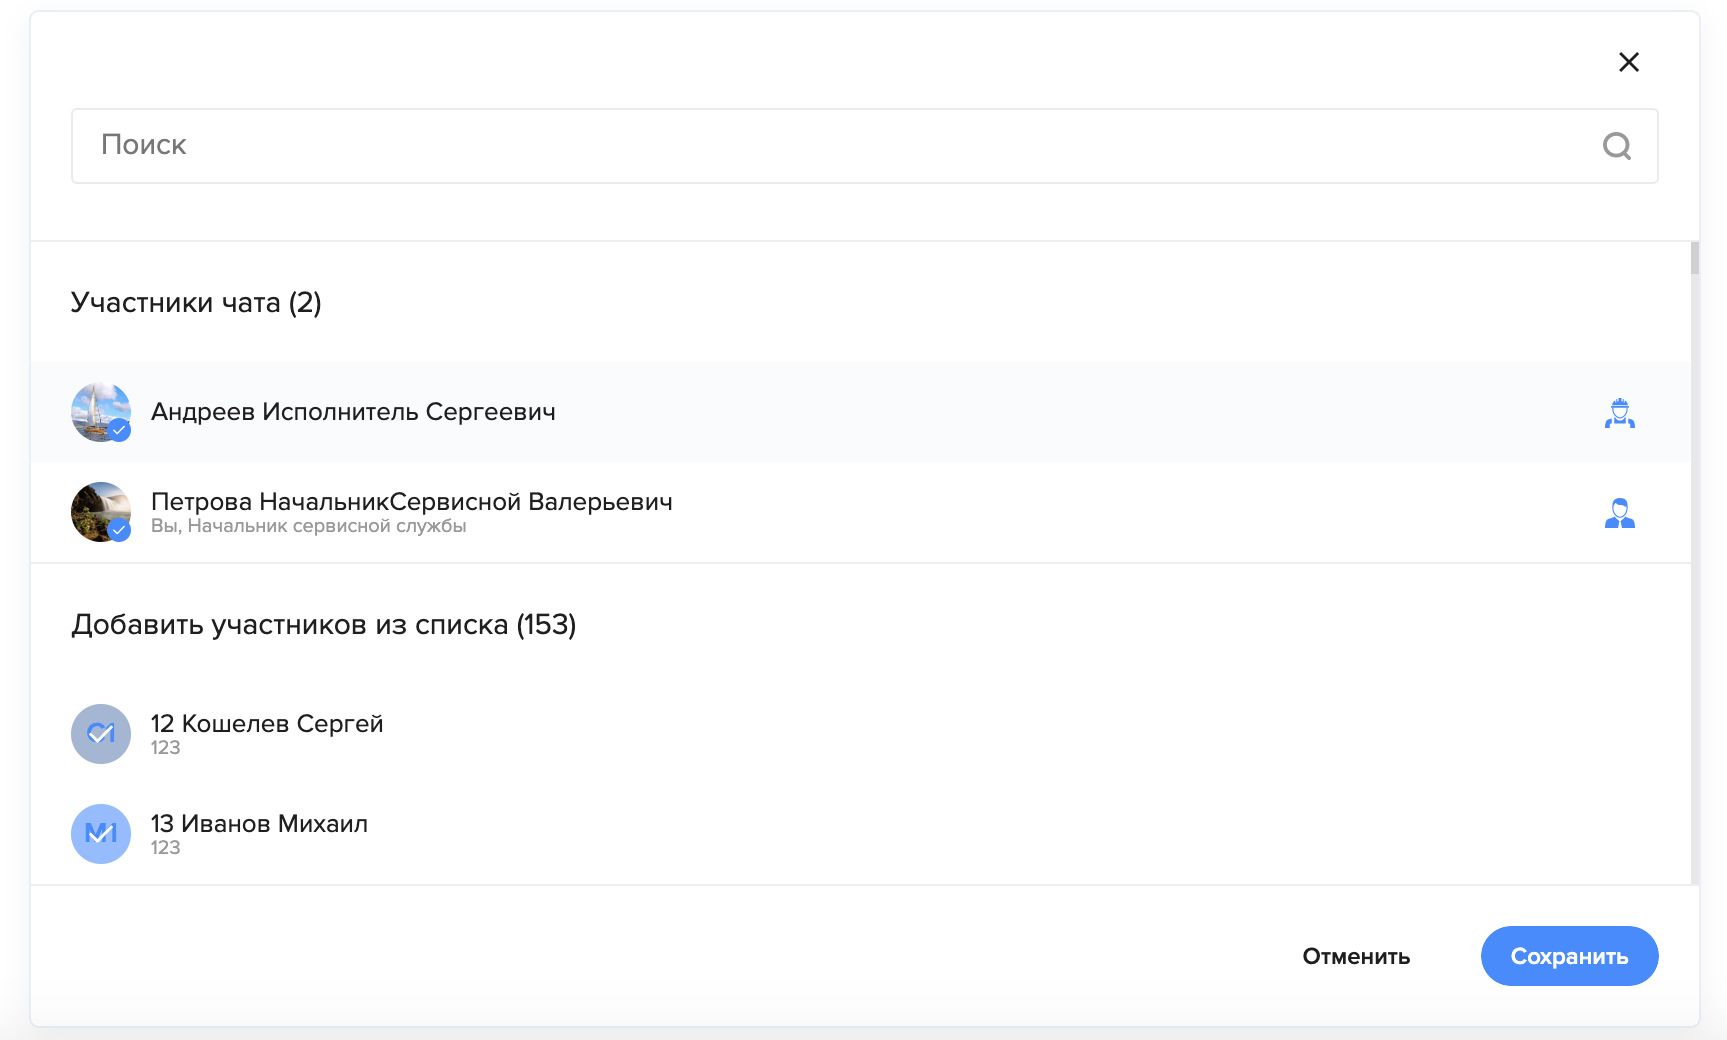 Поиск
Участники чата (2)
Андреев Исполнитель Сергеевич
Петрова НачальникСервисной Валерьевич
Вы, Начальник сервисной службы
Добавить участников из списка (153)
12 Кошелев Сергей
123
М1
13 Иванов Михаил
123
Отменить
Сохранить